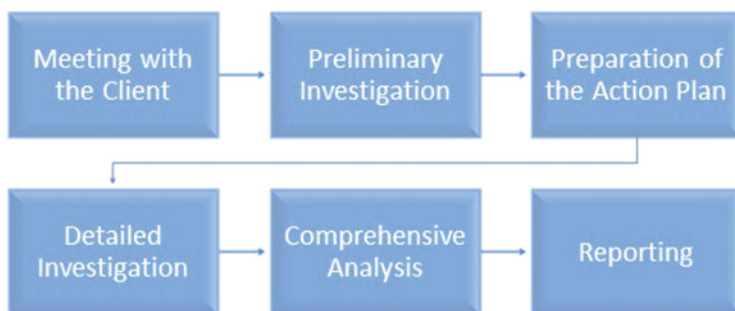 Meeting with
the Client
Preliminary
Investigation
Preparation of
the Action Plan
Detailed
Investigation
Comprehensive
Analysis
Reporting